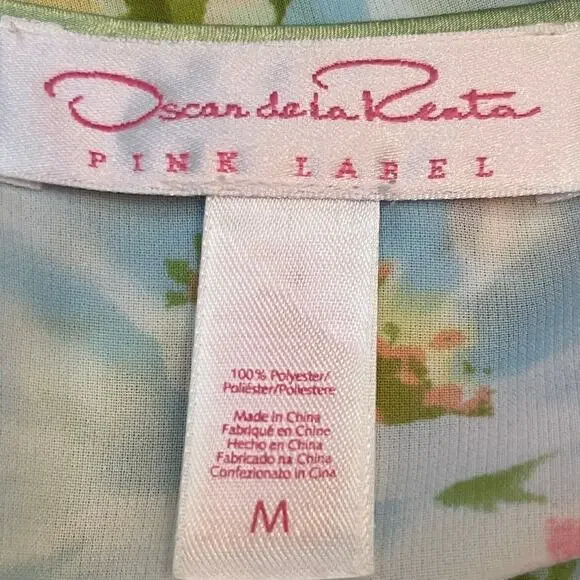 Oscar de la Renta
PINK LABEL
100% Polyester/
Poliéster/Poliestere
Made in China
Fabriqué en Chine
Hecho en China
Fabricado na China
Confezionato in Cina
M